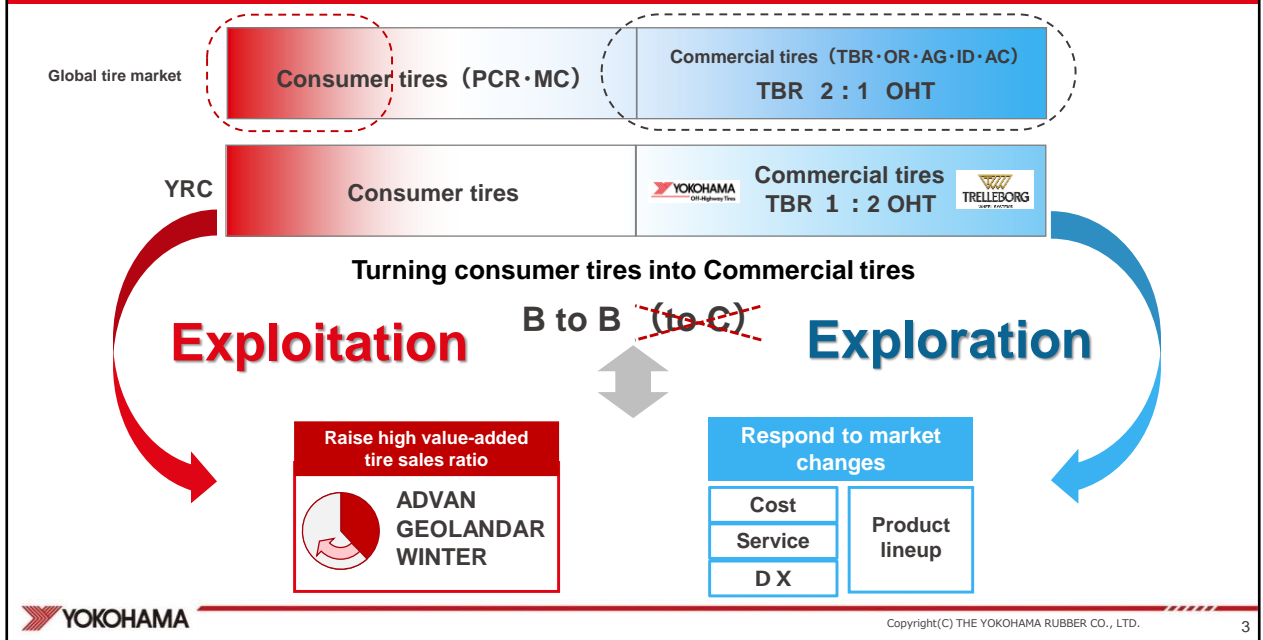 Global tire market
Consumer tires（PCR・MC）
Commercial tires（TBR・OR・AG・ID・AC）
TBR 2：1 OHT
YRC
Consumer tires
YOKOHAMA
Off-Highway Tires
Commercial tires
TBR 1：2 OHT
TRELLEBORG
WHEEL SYSTEMS
Turning consumer tires into Commercial tires
B to B （to C）
Exploitation
Exploration
Raise high value-added
tire sales ratio
ADVAN
GEOLANDAR
WINTER
Respond to market
changes
Cost
Service
D X
Product
lineup
YOKOHAMA
Copyright(C) THE YOKOHAMA RUBBER CO., LTD.
3